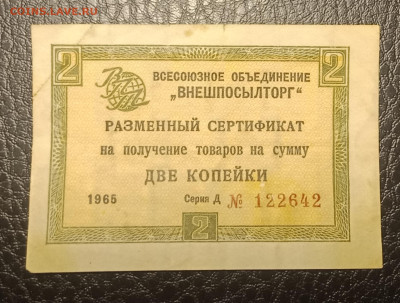 COINS.LAVE.RU
2 ВСЕСОЮЗНОЕ ОБЪЕДИНЕНИЕ 2
„ВНЕШПОСЫЛТОРГ“
РАЗМЕННЫЙ СЕРТИФИКАТ
на получение товаров на сумму
ДВЕ КОПЕЙКИ
1965 Серия Д № 122642
2